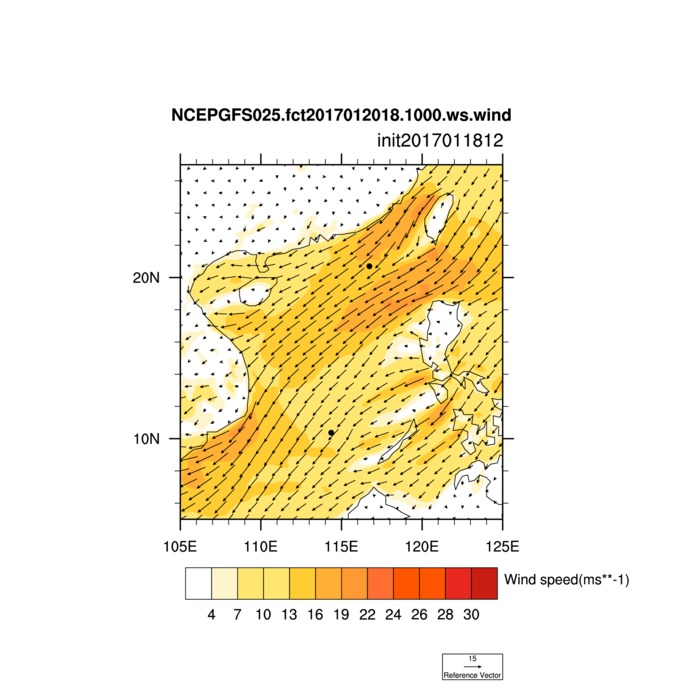 NCEPGFS025.fct2017012018.1000.ws.wind
init2017011812
20N
10N
105E 110E 115E 120E 125E
Wind speed(ms**-1)
4 7 10 13 16 19 22 24 26 28 30
15
Reference Vector